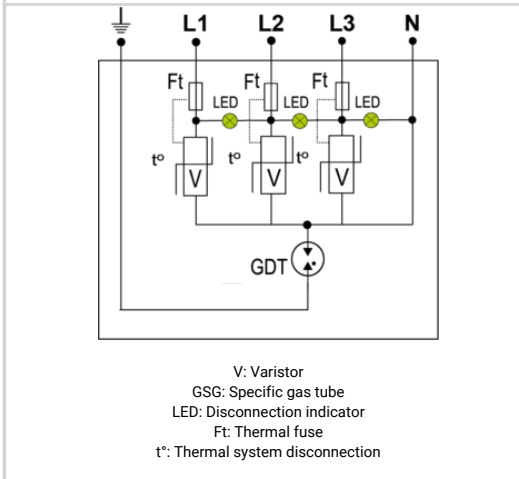 L1 L2 L3 N
Ft Ft Ft
LED LED LED
t° t° t°
V V V
GDT
V: Varistor
GSG: Specific gas tube
LED: Disconnection indicator
Ft: Thermal fuse
t°: Thermal system disconnection